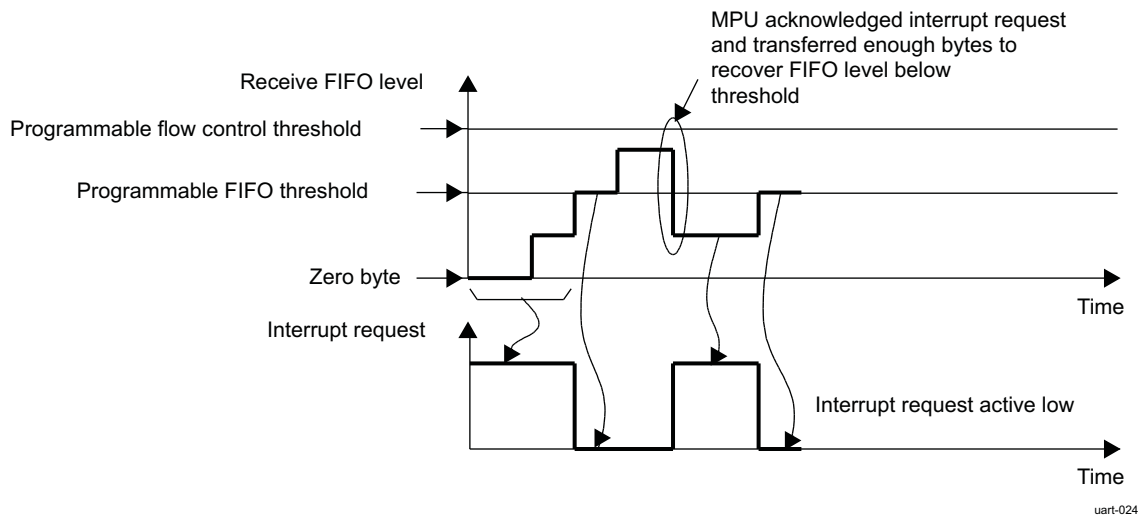 MPU acknowledged interrupt request
and transferred enough bytes to
recover FIFO level below
threshold
Receive FIFO level
Programmable flow control threshold
Programmable FIFO threshold
Zero byte
Time
Interrupt request
Interrupt request active low
Time
uart-024